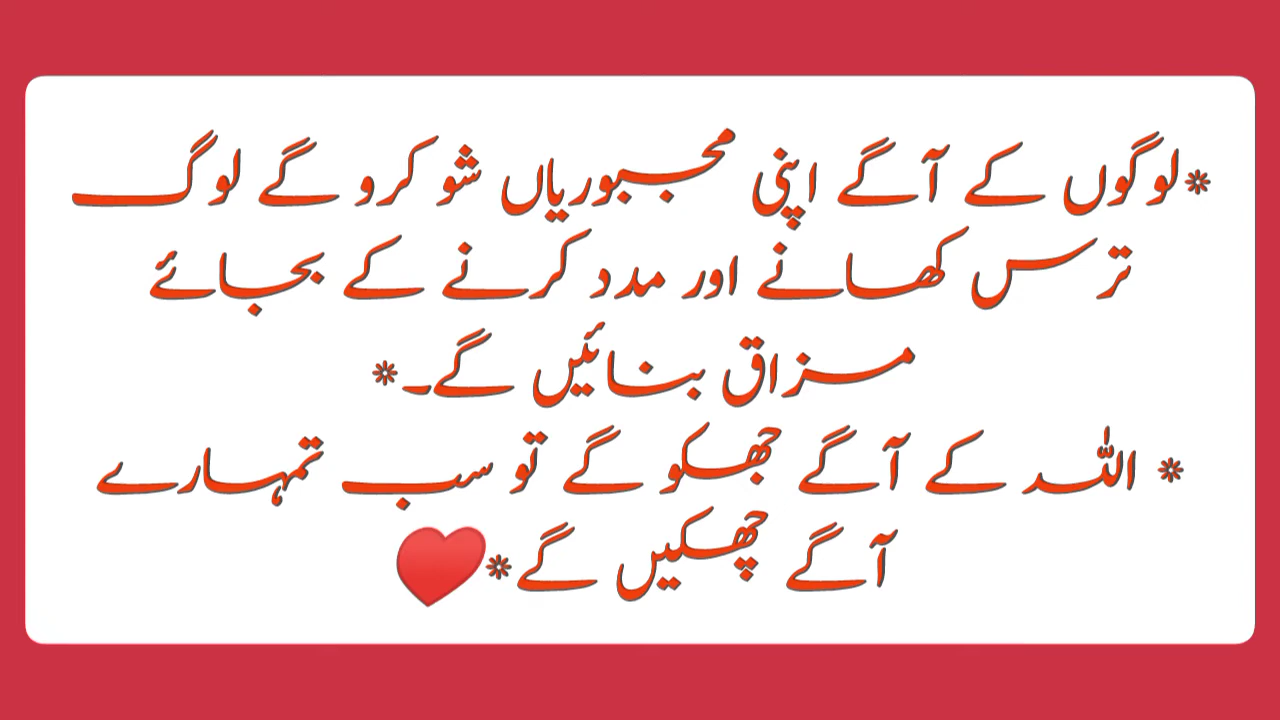 *لوگوں کے آگے اپنی مجبوریاں شو کرو گے لوگ
ترس کھانے اور مدد کرنے کے بجائے
مزاق بنائیں گے۔*
* اللہ کے آگے جھکو گے تو سب تمہارے
آگے چھکیں گے*❤️